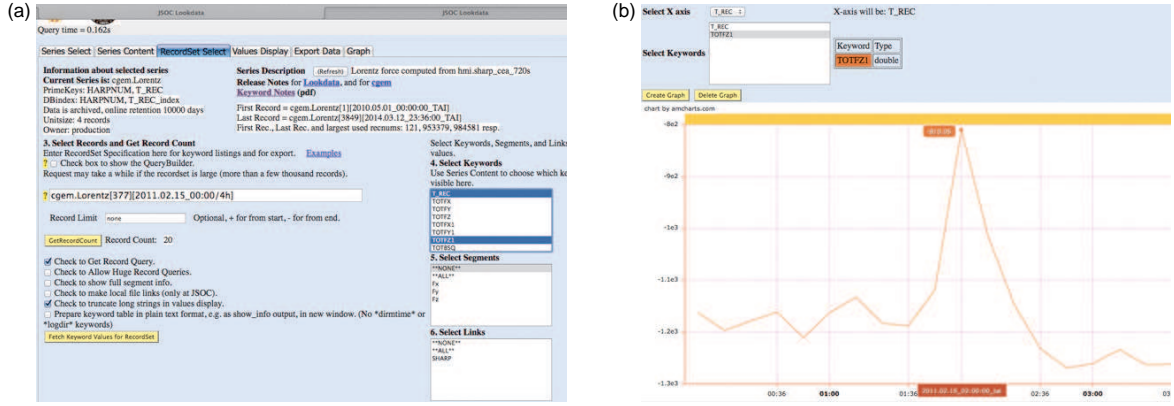 (a)
JSOC Lookdata JSOC Lookdata
Query time = 0.162s
Series Select Series Content RecordSet Select Values Display Export Data Graph
Information about selected series
Current Series is: cgem.Lorentz
PrimeKeys: HARPNUM, T_REC
DBindex: HARPNUM, T_REC_index
Data is archived, online retention 10000 days
Unitsize: 4 records
Owner: production
Series Description (Refresh) Lorentz force computed from hmi.sharp_cea_720s
Release Notes for Lookdata, and for cgem
Keyword Notes (pdf)
First Record = cgem.Lorentz[1][2010.05.01_00:00:00_TAI]
Last Record = cgem.Lorentz[3849][2014.03.12_23:36:00_TAI]
First Rec., Last Rec. and largest used recnums: 121, 953379, 984581 resp.
3. Select Records and Get Record Count
Enter RecordSet Specification here for keyword listings and for export. Examples
? Check box to show the QueryBuilder.
Request may take a while if the recordset is large (more than a few thousand records).
? cgem.Lorentz[377][2011.02.15_00:00/4h]
Record Limit none Optional, + for from start, - for from end.
GetRecordCount Record Count: 20
Check to Get Record Query.
Check to Allow Huge Record Queries.
Check to show full segment info.
Check to make local file links (only at JSOC).
Check to truncate long strings in values display.
Prepare keyword table in plain text format, e.g. as show_info output, in new window. (No *dirmtime* or
*logdir* keywords)
Fetch Keyword Values for RecordSet
Select Keywords, Segments, and Links
values.
4. Select Keywords
Use Series Content to choose which ke
visible here.
T_REC
TOTFX
TOTFY
TOTFZ
TOTFX1
TOTFY1
TOTFZ1
TOTBSQ
5. Select Segments
**NONE**
**ALL**
Fx
Fy
Fz
6. Select Links
**NONE**
**ALL**
SHARP
(b)
Select X axis T_REC X-axis will be: T_REC
Select Keywords
T_REC
TOTFZ1
Keyword Type
TOTFZ1 double
Create Graph Delete Graph
chart by amcharts.com
-8e2
-9e2
-1e3
-1.1e3
-1.2e3
-1.3e3
00:36 01:00 01:36 2011.02.15_02:00:00_TAI 02:36 03:00 03